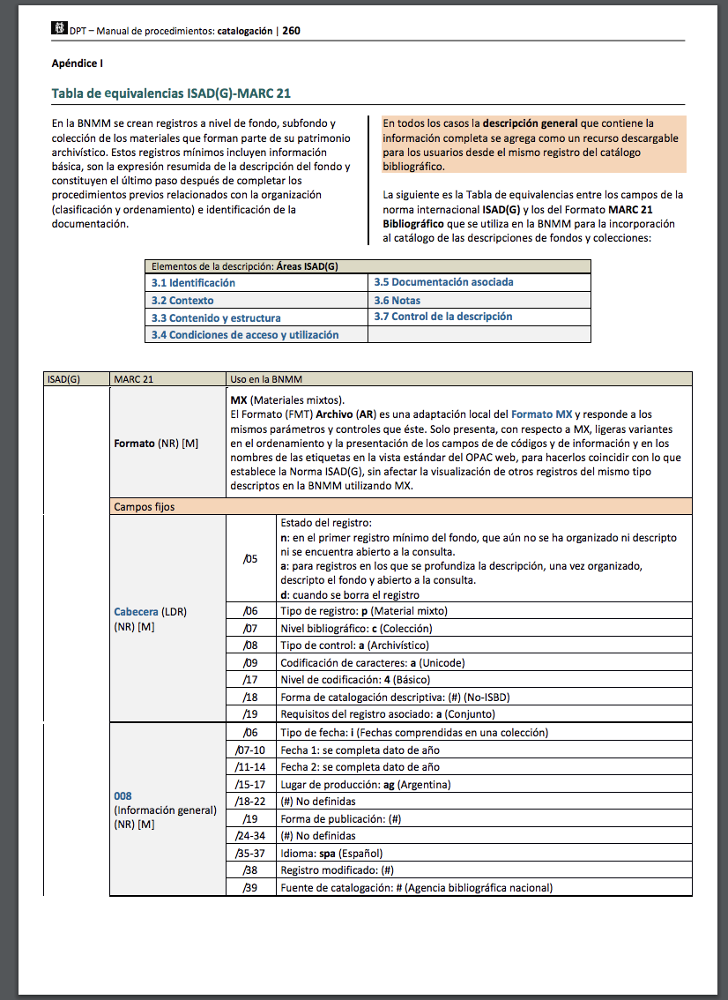 DPT – Manual de procedimientos: catalogación | 260
Apéndice I
Tabla de equivalencias ISAD(G)-MARC 21
En la BNMM se crean registros a nivel de fondo, subfondo y
colección de los materiales que forman parte de su patrimonio
archivístico. Estos registros mínimos incluyen información
básica, son la expresión resumida de la descripción del fondo y
constituyen el último paso después de completar los
procedimientos previos relacionados con la organización
(clasificación y ordenamiento) e identificación de la
documentación.
En todos los casos la descripción general que contiene la
información completa se agrega como un recurso descargable
para los usuarios desde el mismo registro del catálogo
bibliográfico.
La siguiente es la Tabla de equivalencias entre los campos de la
norma internacional ISAD(G) y los del Formato MARC 21
Bibliográfico que se utiliza en la BNMM para la incorporación
al catálogo de las descripciones de fondos y colecciones:
Elementos de la descripción: Áreas ISAD(G)
3.1 Identificación
3.5 Documentación asociada
3.2 Contexto
3.6 Notas
3.3 Contenido y estructura
3.7 Control de la descripción
3.4 Condiciones de acceso y utilización
ISAD(G)
MARC 21
Uso en la BNMM
Formato (NR) [M]
MX (Materiales mixtos).
El Formato (FMT) Archivo (AR) es una adaptación local del Formato MX y responde a los
mismos parámetros y controles que éste. Solo presenta, con respecto a MX, ligeras variantes
en el ordenamiento y la presentación de los campos de de códigos y de información y en los
nombres de las etiquetas en la vista estándar del OPAC web, para hacerlos coincidir con lo que
establece la Norma ISAD(G), sin afectar la visualización de otros registros del mismo tipo
descriptos en la BNMM utilizando MX.
Campos fijos
Cabecera (LDR)
(NR) [M]
/05
Estado del registro:
n: en el primer registro mínimo del fondo, que aún no se ha organizado ni descripto
ni se encuentra abierto a la consulta.
a: para registros en los que se profundiza la descripción, una vez organizado,
descripto el fondo y abierto a la consulta.
d: cuando se borra el registro
/06
Tipo de registro: p (Material mixto)
/07
Nivel bibliográfico: c (Colección)
/08
Tipo de control: a (Archivístico)
/09
Codificación de caracteres: a (Unicode)
/17
Nivel de codificación: 4 (Básico)
/18
Forma de catalogación descriptiva: (#) (No-ISBD)
/19
Requisitos del registro asociado: a (Conjunto)
008
(Información general)
(NR) [M]
/06
Tipo de fecha: i (Fechas comprendidas en una colección)
/07-10
Fecha 1: se completa dato de año
/11-14
Fecha 2: se completa dato de año
/15-17
Lugar de producción: ag (Argentina)
/18-22
(#) No definidas
/19
Forma de publicación: (#)
/24-34
(#) No definidas
/35-37
Idioma: spa (Español)
/38
Registro modificado: (#)
/39
Fuente de catalogación: # (Agencia bibliográfica nacional)